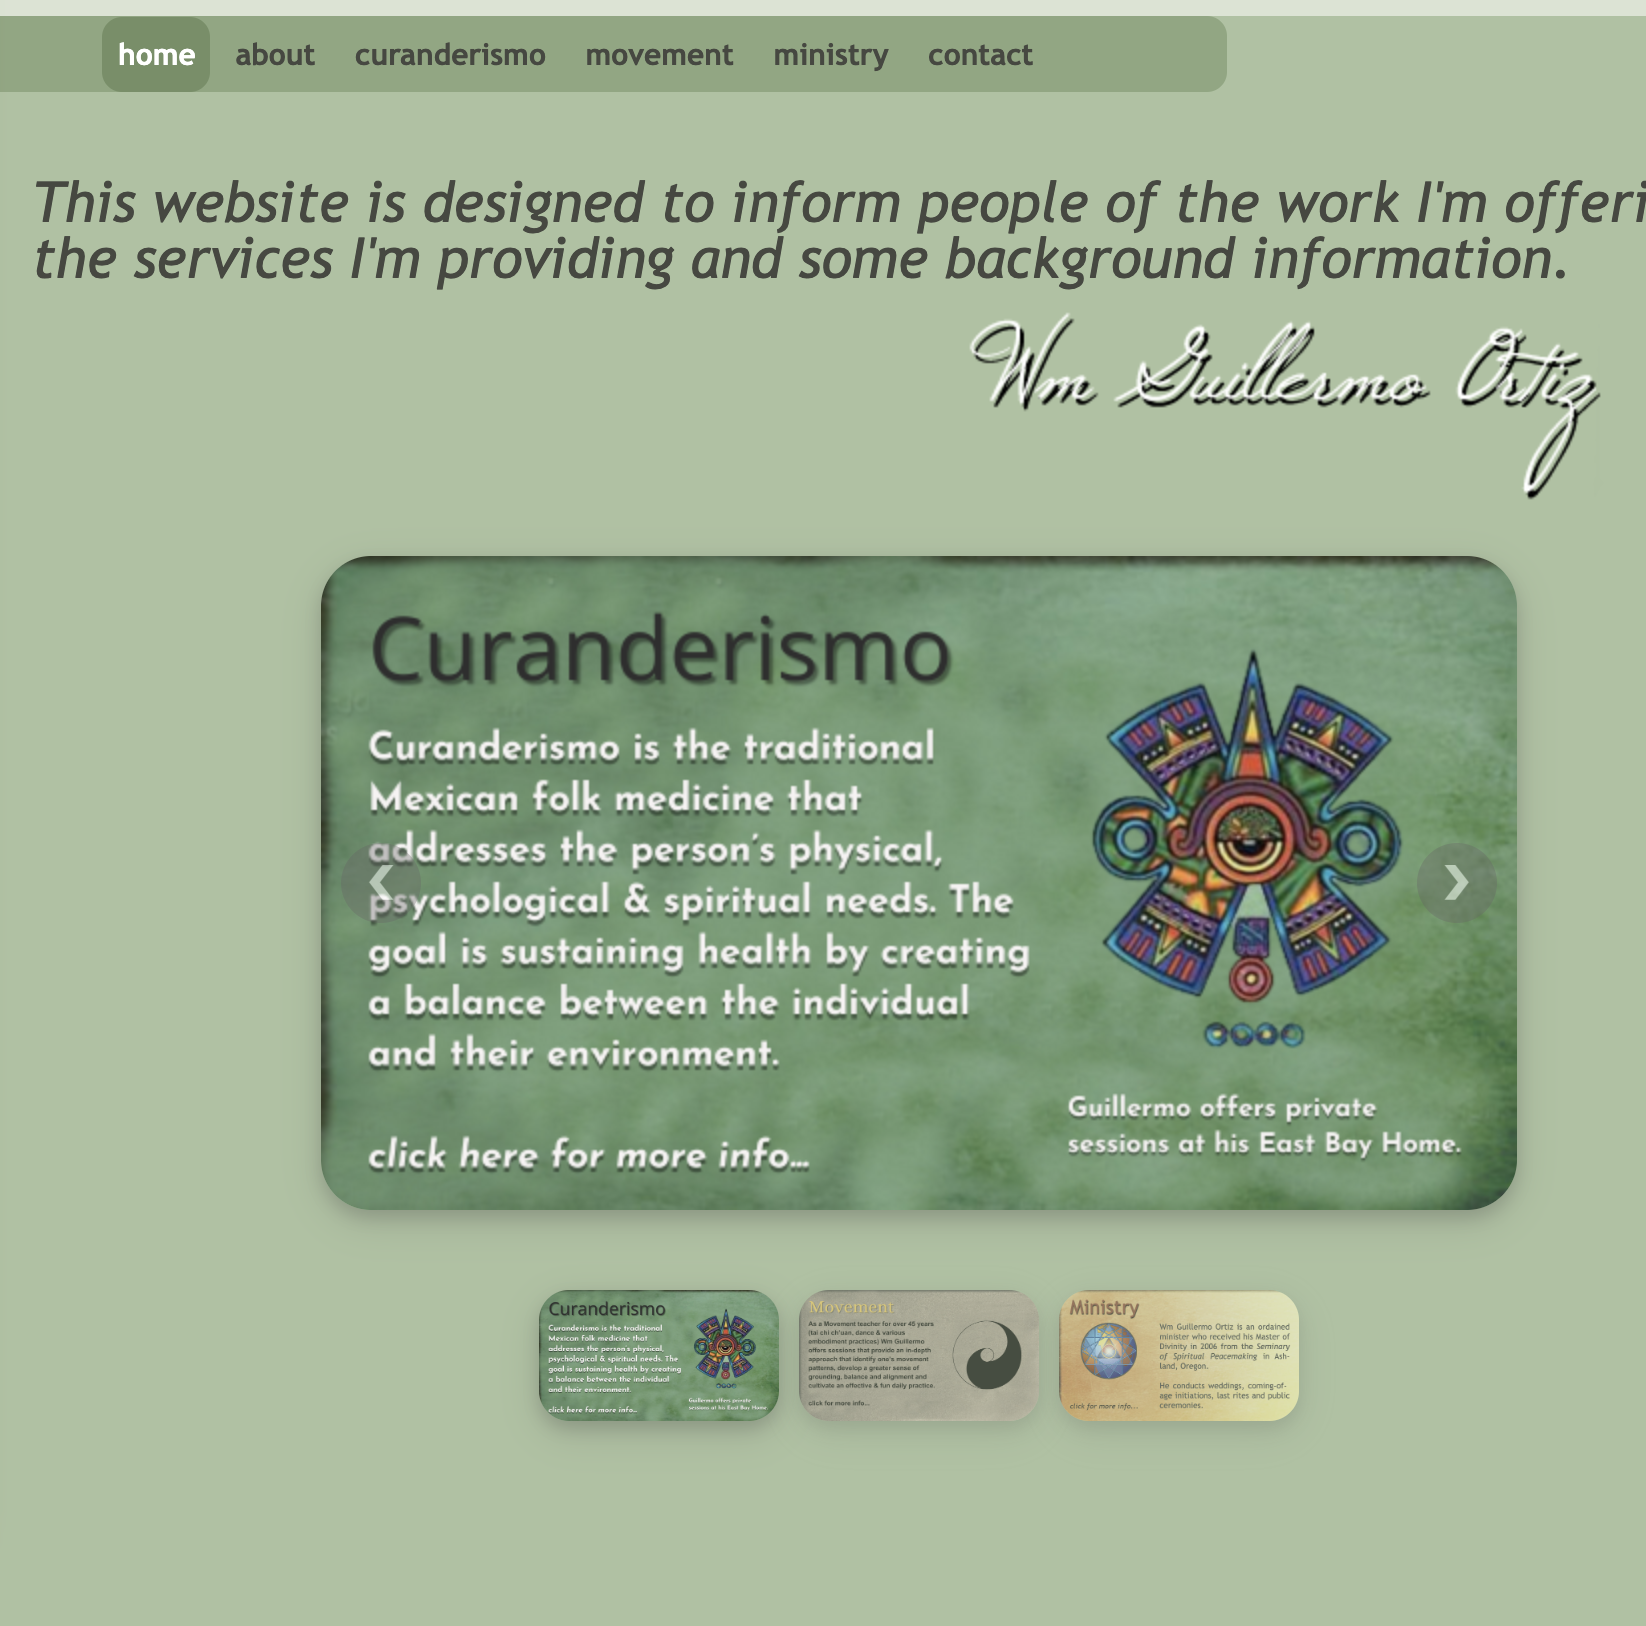 home about curanderismo movement ministry contact
This website is designed to inform people of the work I'm offeri
the services I'm providing and some background information.
Wm Guillermo Ortiz
Curanderismo
Curanderismo is the traditional
Mexican folk medicine that
addresses the person's physical,
psychological & spiritual needs. The
goal is sustaining health by creating
a balance between the individual
and their environment.
click here for more info...
Guillermo offers private
sessions at his East Bay Home.
Curanderismo
Curanderismo is the traditional
Mexican folk medicine that
addresses the person's physical,
psychological & spiritual needs. The
goal is sustaining health by creating
a balance between the individual
and their environment.
click here for more info...
Guillermo offers private
sessions at his East Bay Home.
Movement
As a Movement teacher for over 45 years
(tai chi ch'uan, dance & various
embodiment practices) Wm Guillermo
offers sessions that provide an in-depth
approach that identify one's movement
patterns, develop a greater sense of
grounding, balance and alignment and
cultivate an effective & fun daily practice.
click for more info...
Ministry
Wm Guillermo Ortiz is an ordained
minister who received his Master of
Divinity in 2006 from the Seminary
of Spiritual Peacemaking in Ash-
land, Oregon.
He conducts weddings, coming-of-
age initiations, last rites and public
ceremonies.
click for more info...